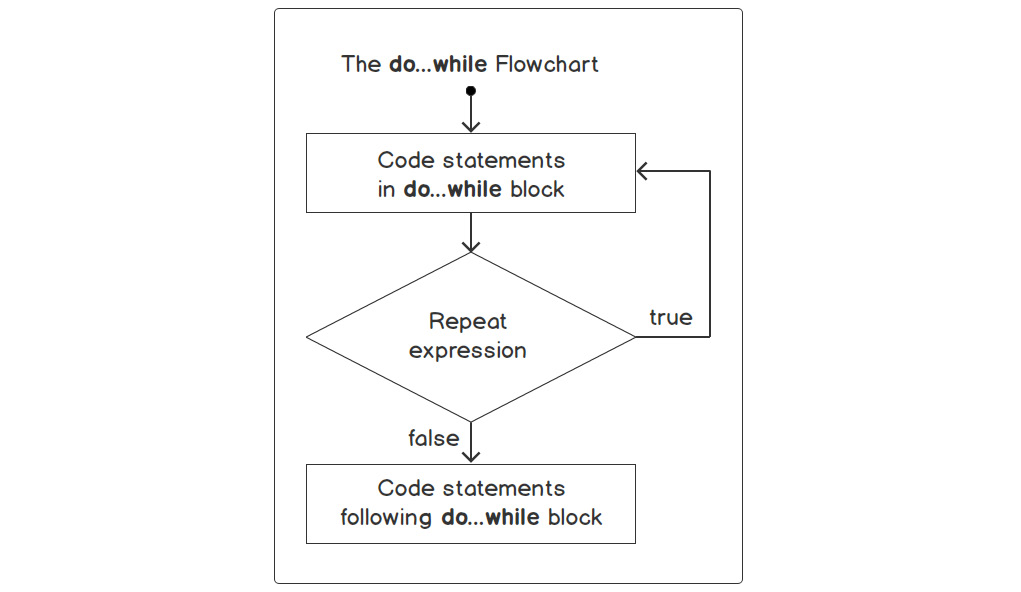 The do...while Flowchart
Code statements
in do...while block
Repeat
expression
true
false
Code statements
following do...while block